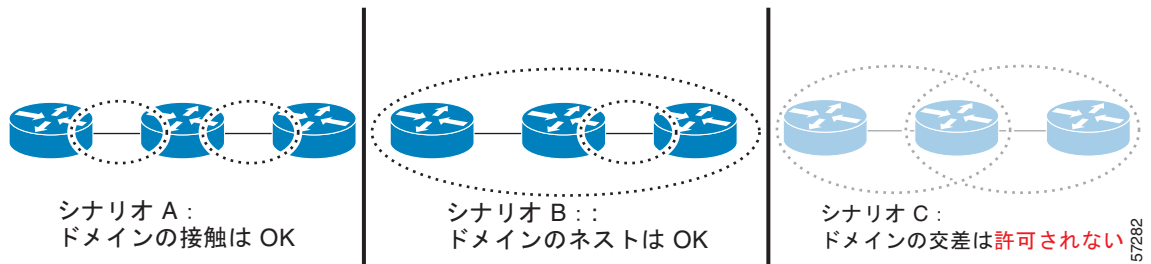 シナリオ A :
ドメインの接触は OK
シナリオ B : :
ドメインのネストは OK
シナリオ C :
ドメインの交差は許可されない
57282